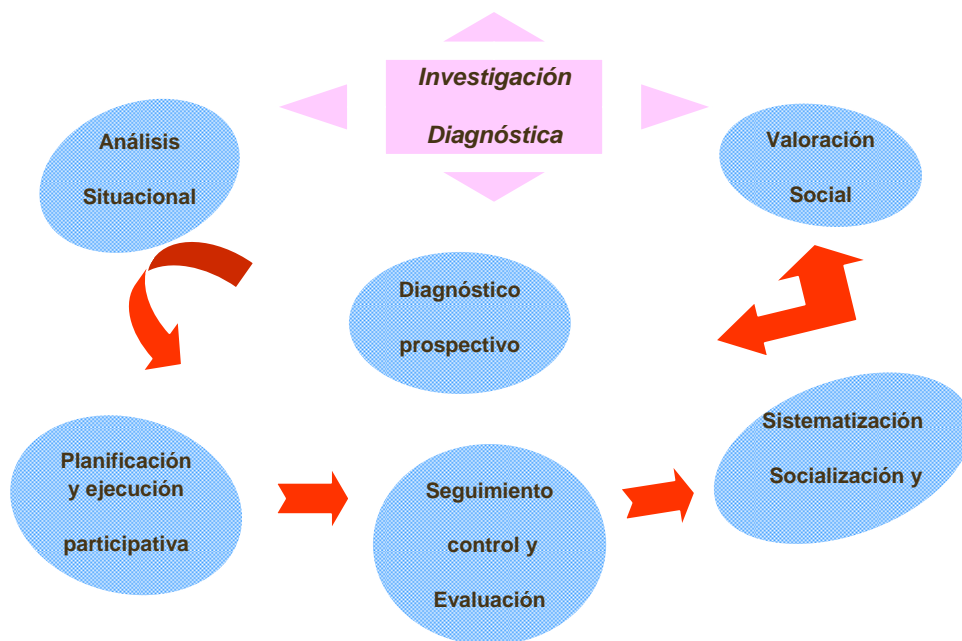 Investigación
Diagnóstica
Análisis
Situacional
Valoración
Social
Diagnóstico
prospectivo
Planificación
y ejecución
participativa
Seguimiento
control y
Evaluación
Sistematización
Socialización y